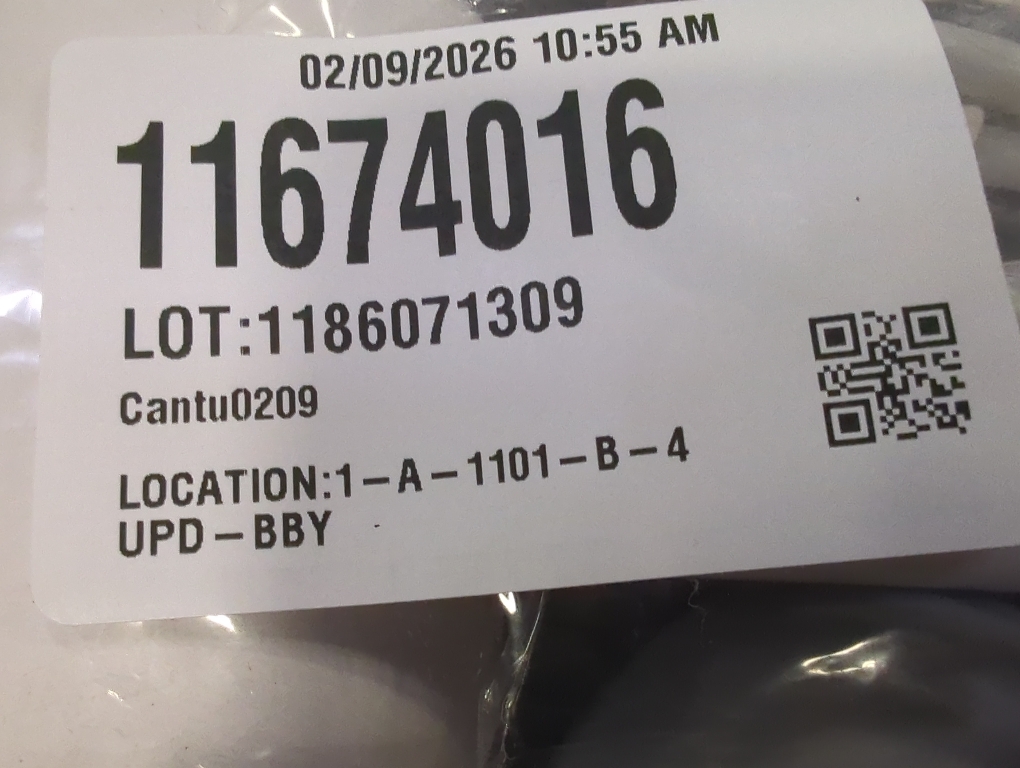 02/09/2026 10:55 AM
11674016
LOT:1186071309
Cantu0209
LOCATION:1-A-1101-B-4
UPD-BBY